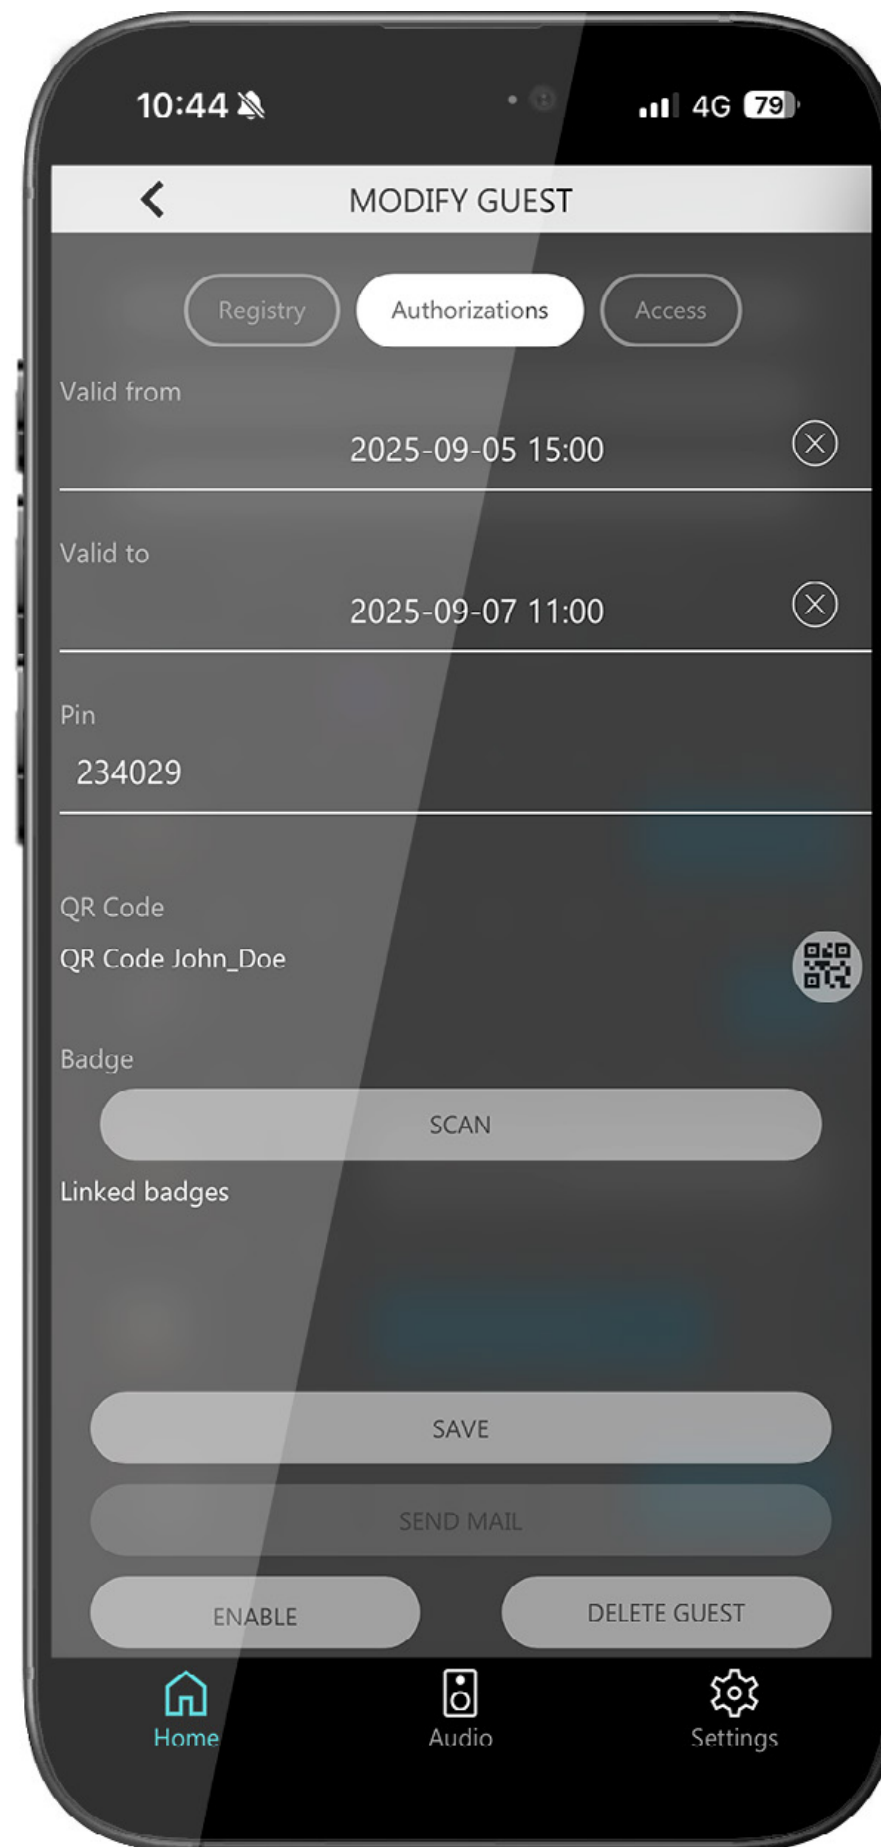 10:44 4G 79
MODIFY GUEST
Registry Authorizations Access
Valid from
2025-09-05 15:00
Valid to
2025-09-07 11:00
Pin
234029
QR Code
QR Code John_Doe
Badge
SCAN
Linked badges
SAVE
SEND MAIL
ENABLE DELETE GUEST
Home Audio Settings